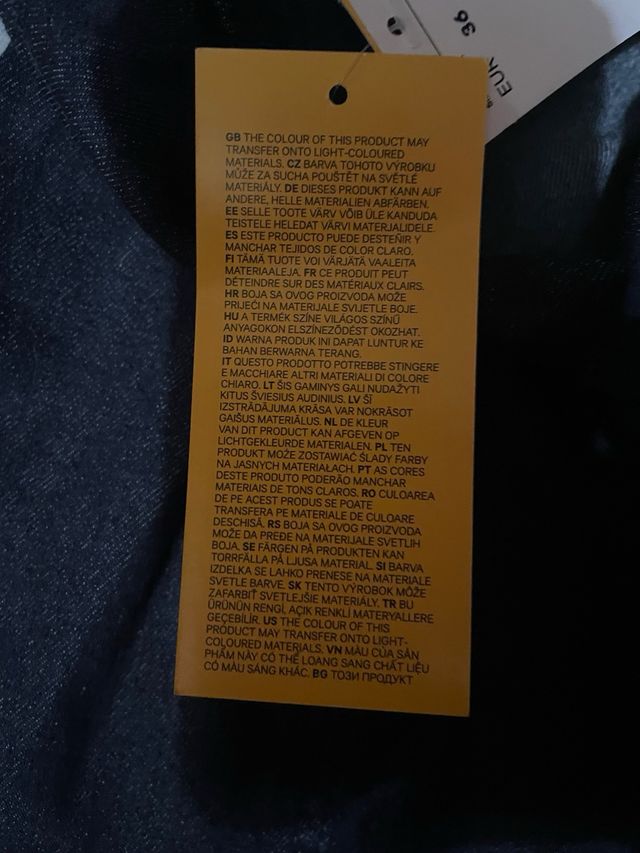 36
EUR
GB THE COLOUR OF THIS PRODUCT MAY
TRANSFER ONTO LIGHT-COLOURED
MATERIALS. CZ BARVA TOHOTO VÝROBKU
MŮŽE ZA SUCHA POUŠTĚT NA SVĚTLÉ
MATERIÁLY. DE DIESES PRODUKT KANN AUF
ANDERE, HELLE MATERIALIEN ABFÄRBEN.
EE SELLE TOOTE VÄRV VÕIB ÜLE KANDUDA
TEISTELE HELEDAT VÄRVI MATERJALIDELE.
ES ESTE PRODUCTO PUEDE DESTEÑIR Y
MANCHAR TEJIDOS DE COLOR CLARO.
FI TÄMÄ TUOTE VOI VÄRJÄTÄ VAALEITA
MATERIAALEJA. FR CE PRODUIT PEUT
DÉTEINDRE SUR DES MATÉRIAUX CLAIRS.
HR BOJA SA OVOG PROIZVODA MOŽE
PRIJEĆI NA MATERIJALE SVIJETLE BOJE.
HU A TERMÉK SZÍNE VILÁGOS SZÍNŰ
ANYAGOKON ELSZÍNEZŐDÉST OKOZHAT.
ID WARNA PRODUK INI DAPAT LUNTUR KE
BAHAN BERWARNA TERANG.
IT QUESTO PRODOTTO POTREBBE STINGERE
E MACCHIARE ALTRI MATERIALI DI COLORE
CHIARO. LT ŠIS GAMINYS GALI NUDAŽYTI
KITUS ŠVIESIUS AUDINIUS. LV ŠĪ
IZSTRĀDĀJUMA KRĀSA VAR NOKRĀSOT
GAIŠUS MATERIĀLUS. NL DE KLEUR
VAN DIT PRODUCT KAN AFGEVEN OP
LICHTGEKLEURDE MATERIALEN. PL TEN
PRODUKT MOŻE ZOSTAWIAĆ ŚLADY FARBY
NA JASNYCH MATERIAŁACH. PT AS CORES
DESTE PRODUTO PODERÃO MANCHAR
MATERIAIS DE TONS CLAROS. RO CULOAREA
DE PE ACEST PRODUS SE POATE
TRANSFERA PE MATERIALE DE CULOARE
DESCHISĂ. RS BOJA SA OVOG PROIZVODA
MOŽE DA PREĐE NA MATERIJALE SVETLIH
BOJA. SE FÄRGEN PÅ PRODUKTEN KAN
TORRFÄLLA PÅ LJUSA MATERIAL. SI BARVA
IZDELKA SE LAHKO PRENESE NA MATERIALE
SVETLE BARVE. SK TENTO VÝROBOK MÔŽE
ZAFARBIŤ SVETLEJŠIE MATERIÁLY. TR BU
ÜRÜNÜN RENGİ, AÇIK RENKLİ MATERYALLERE
GEÇEBİLİR. US THE COLOUR OF THIS
PRODUCT MAY TRANSFER ONTO LIGHT-
COLOURED MATERIALS. VN MÀU CỦA SẢN
PHẨM NÀY CÓ THỂ LOANG SANG CHẤT LIỆU
CÓ MÀU SÁNG KHÁC. BG ТОЗИ ПРОДУКТ